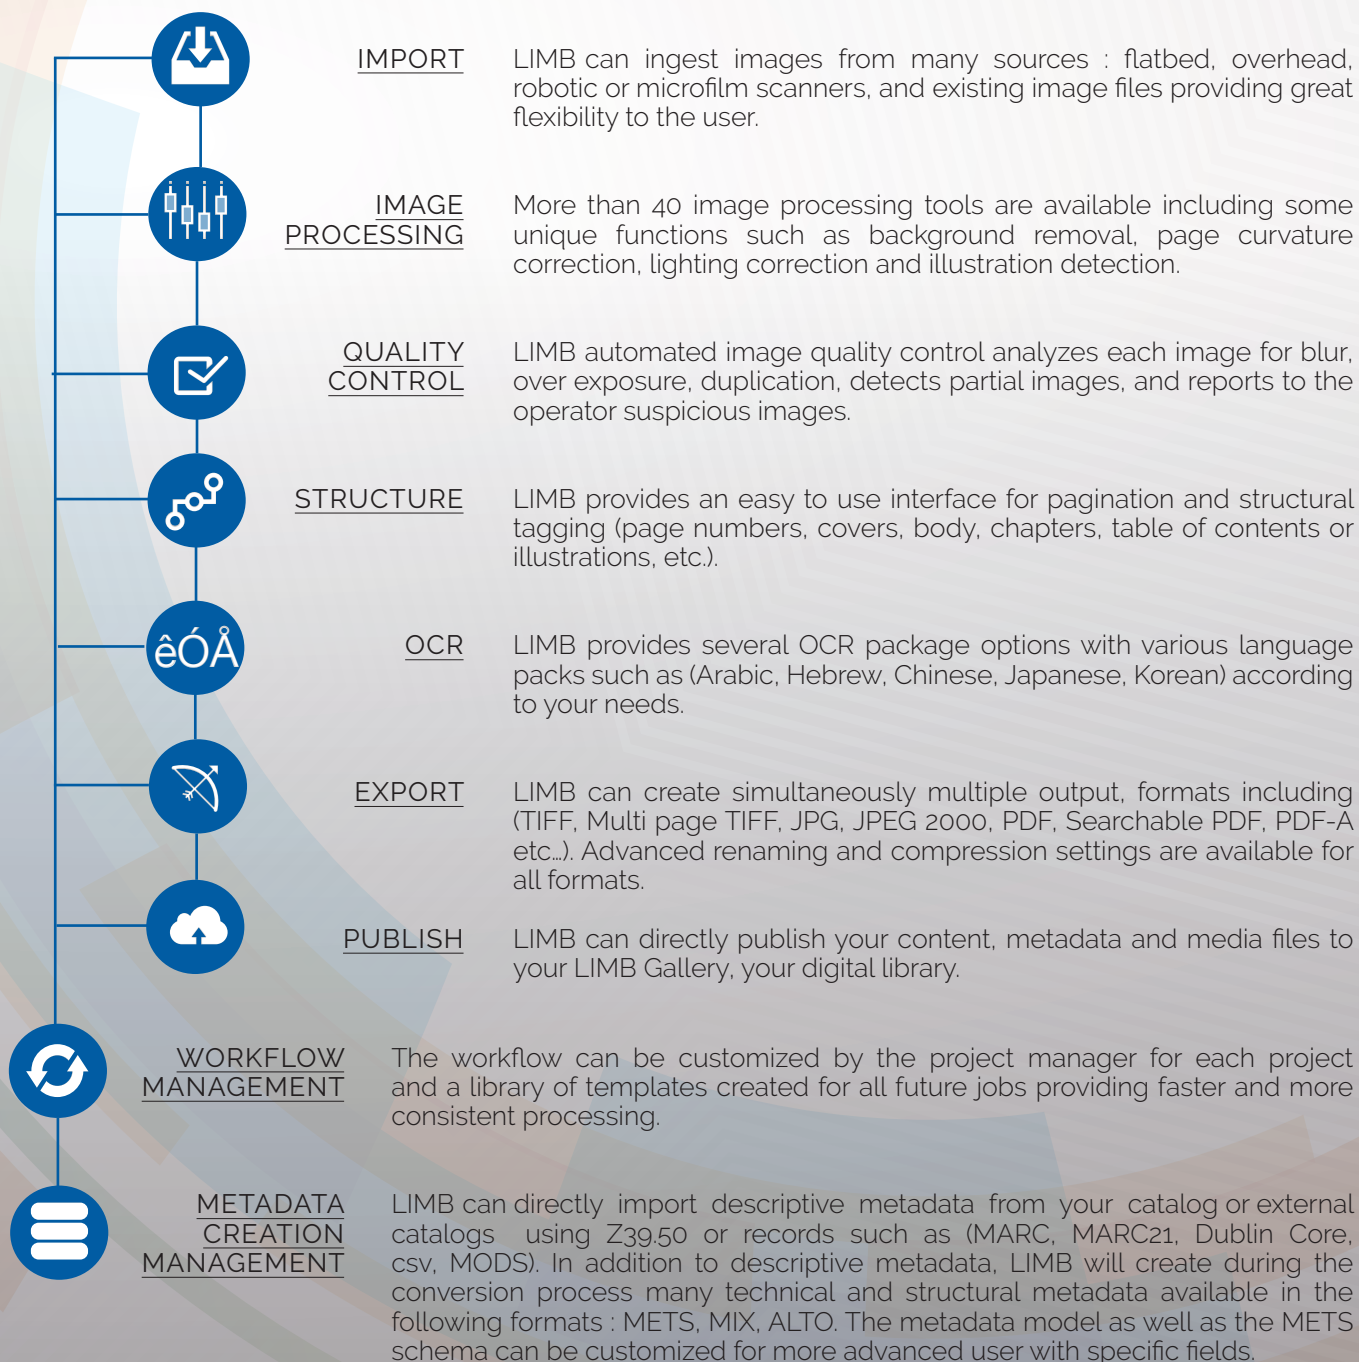 IMPORT
LIMB can ingest images from many sources : flatbed, overhead,
robotic or microfilm scanners, and existing image files providing great
flexibility to the user.
IMAGE
PROCESSING
More than 40 image processing tools are available including some
unique functions such as background removal, page curvature
correction, lighting correction and illustration detection.
QUALITY
CONTROL
LIMB automated image quality control analyzes each image for blur,
over exposure, duplication, detects partial images, and reports to the
operator suspicious images.
STRUCTURE
LIMB provides an easy to use interface for pagination and structural
tagging (page numbers, covers, body, chapters, table of contents or
illustrations, etc.).
êÓÅ
OCR
LIMB provides several OCR package options with various language
packs such as (Arabic, Hebrew, Chinese, Japanese, Korean) according
to your needs.
EXPORT
LIMB can create simultaneously multiple output, formats including
(TIFF, Multi page TIFF, JPG, JPEG 2000, PDF, Searchable PDF, PDF-A
etc…). Advanced renaming and compression settings are available for
all formats.
PUBLISH
LIMB can directly publish your content, metadata and media files to
your LIMB Gallery, your digital library.
WORKFLOW
MANAGEMENT
The workflow can be customized by the project manager for each project
and a library of templates created for all future jobs providing faster and more
consistent processing.
METADATA
CREATION
MANAGEMENT
LIMB can directly import descriptive metadata from your catalog or external
catalogs using Z39.50 or records such as (MARC, MARC21, Dublin Core,
csv, MODS). In addition to descriptive metadata, LIMB will create during the
conversion process many technical and structural metadata available in the
following formats : METS, MIX, ALTO. The metadata model as well as the METS
schema can be customized for more advanced user with specific fields.